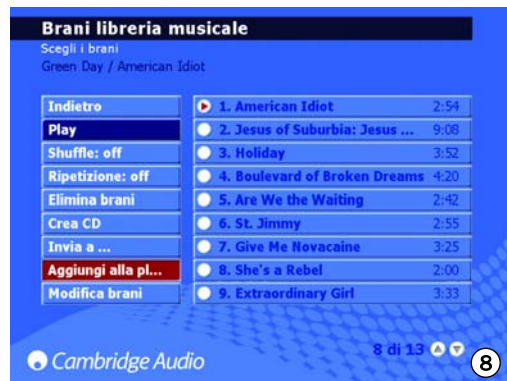 Brani libreria musicale
Scegli i brani
Green Day / American Idiot
Indietro
Play
Shuffle: off
Ripetizione: off
Elimina brani
Crea CD
Invia a ...
Aggiungi alla pl...
Modifica brani
1. American Idiot 2:54
2. Jesus of Suburbia: Jesus ... 9:08
3. Holiday 3:52
4. Boulevard of Broken Dreams 4:20
5. Are We the Waiting 2:42
6. St. Jimmy 2:55
7. Give Me Novacaine 3:25
8. She's a Rebel 2:00
9. Extraordinary Girl 3:33
8 di 13
Cambridge Audio
8